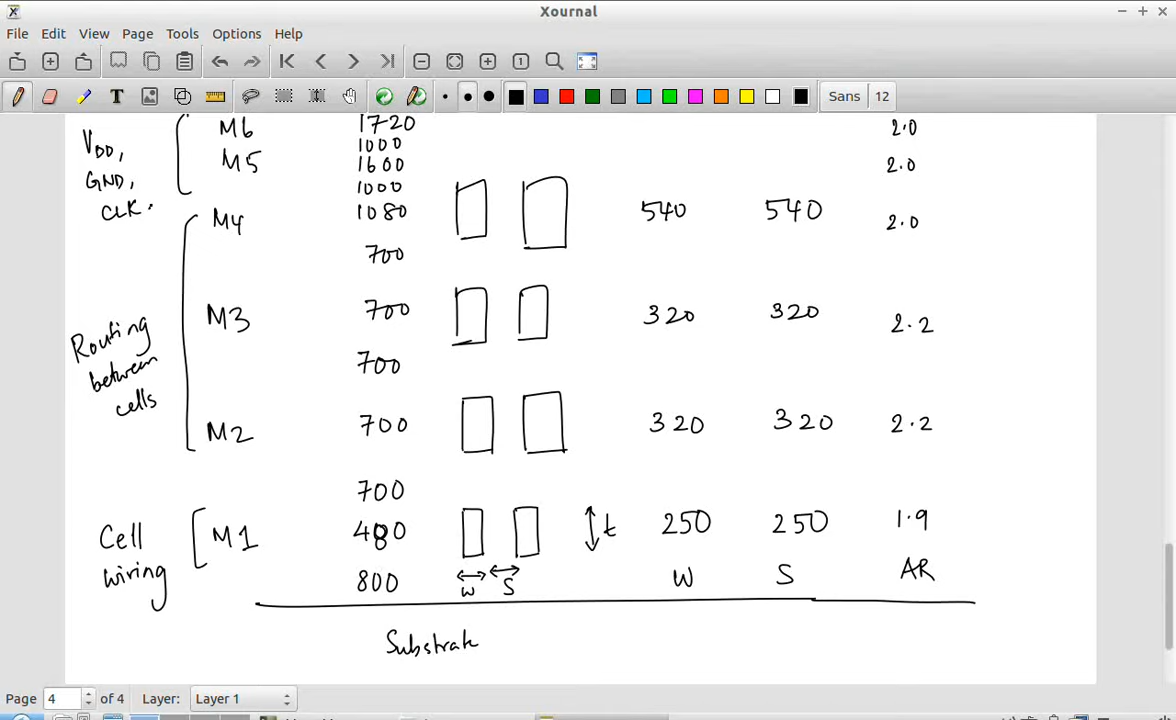 Xournal
File Edit View Page Tools Options Help
Sans 12
VDD, GND, CLK.
M6 1720 2.0
1000
M5 1600 2.0
1000
M4 1080 540 540 2.0
700
Routing between cells
M3 700 320 320 2.2
700
M2 700 320 320 2.2
700
Cell wiring
M1 480 t 250 250 1.9
800 W S W S AR
Substrate
Page 4 of 4 Layer: Layer 1